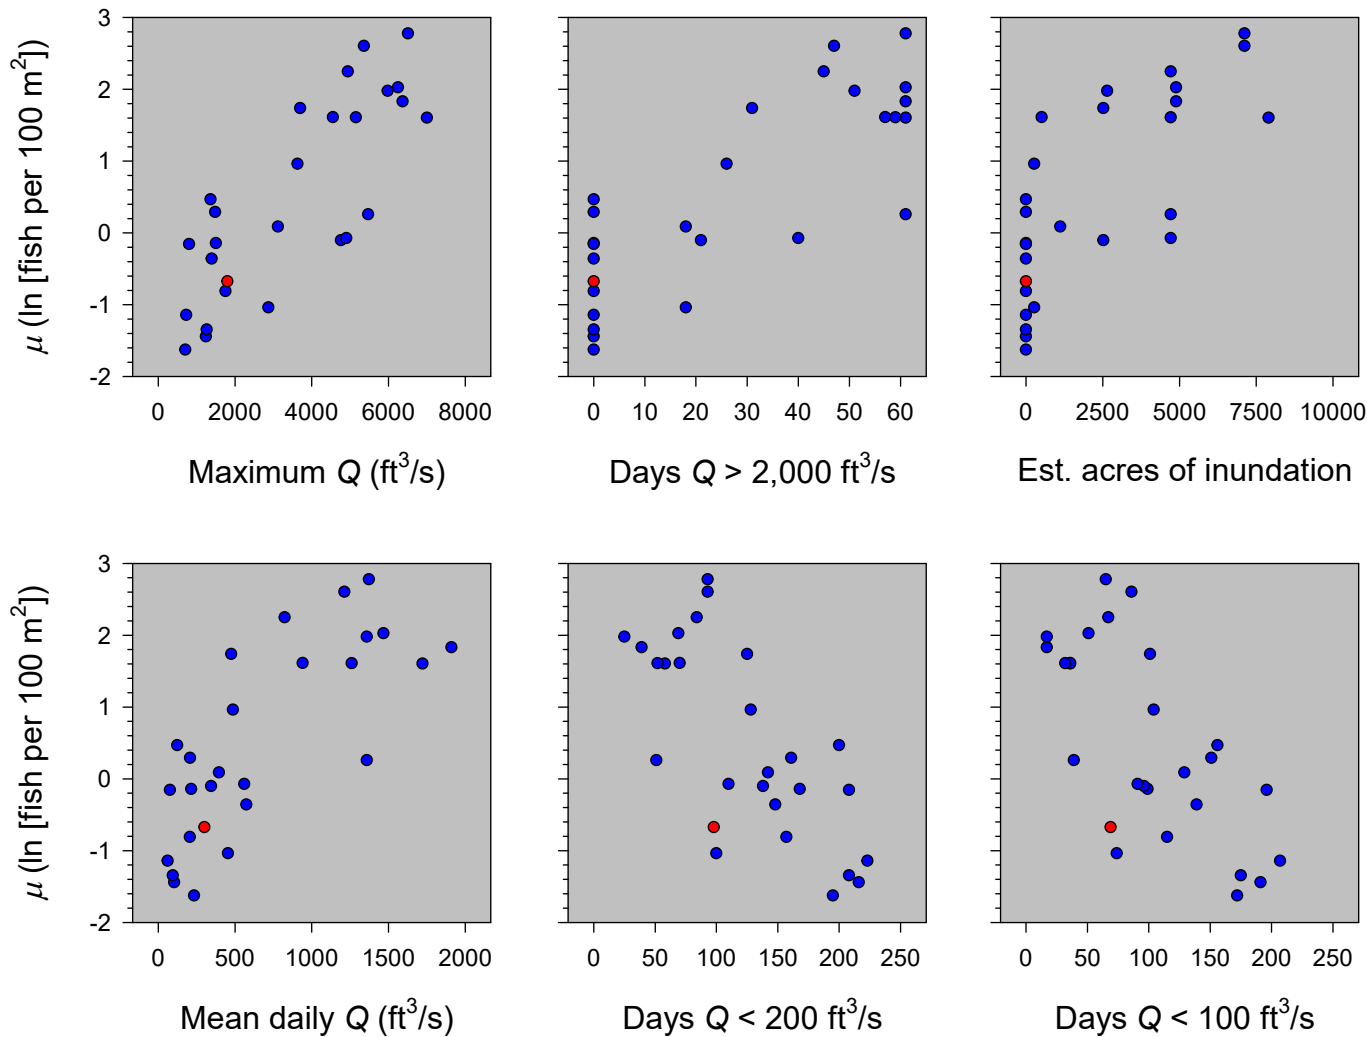 μ (ln [fish per 100 m²])
3
2
1
0
-1
-2
0 2000 4000 6000 8000
Maximum Q (ft³/s)
0 10 20 30 40 50 60
Days Q > 2,000 ft³/s
0 2500 5000 7500 10000
Est. acres of inundation
μ (ln [fish per 100 m²])
3
2
1
0
-1
-2
0 500 1000 1500 2000
Mean daily Q (ft³/s)
0 50 100 150 200 250
Days Q < 200 ft³/s
0 50 100 150 200 250
Days Q < 100 ft³/s